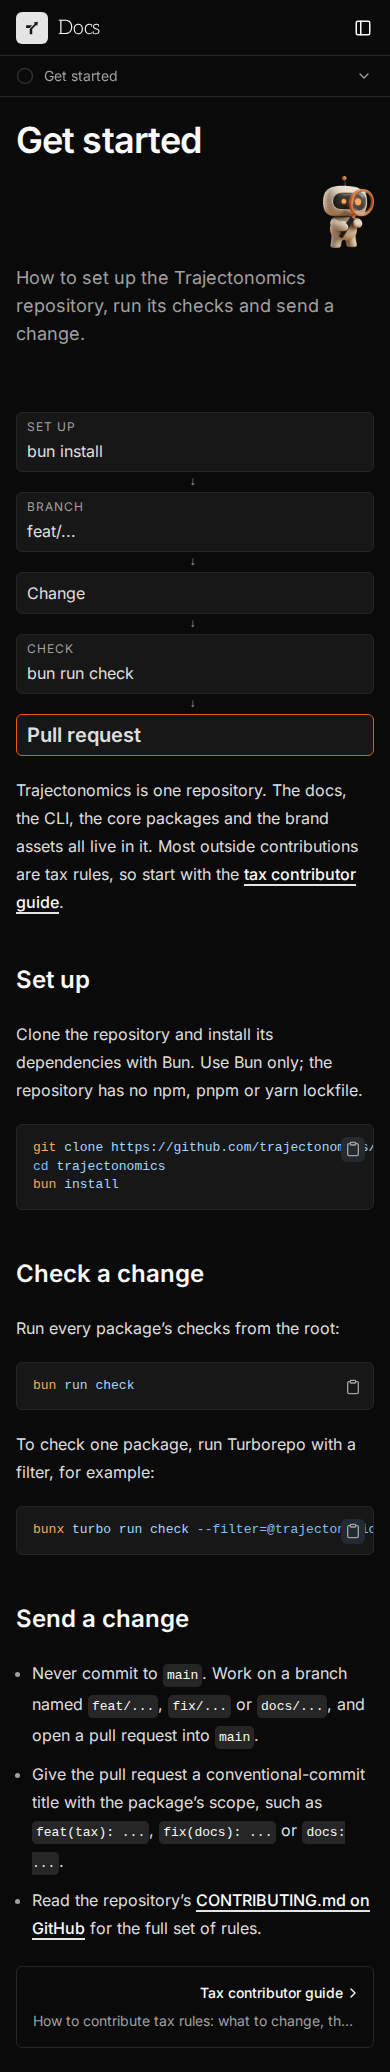 Docs
Get started
Get started
How to set up the Trajectonomics
repository, run its checks and send a
change.
SET UP
bun install
↓
BRANCH
feat/...
↓
Change
↓
CHECK
bun run check
↓
Pull request
Trajectonomics is one repository. The docs,
the CLI, the core packages and the brand
assets all live in it. Most outside contributions
are tax rules, so start with the tax contributor
guide.
Set up
Clone the repository and install its
dependencies with Bun. Use Bun only; the
repository has no npm, pnpm or yarn lockfile.
git clone https://github.com/trajectonom
cd trajectonomics
bun install
Check a change
Run every package’s checks from the root:
bun run check
To check one package, run Turborepo with a
filter, for example:
bunx turbo run check --filter=@trajecton
Send a change
• Never commit to main. Work on a branch
named feat/..., fix/... or docs/..., and
open a pull request into main.
• Give the pull request a conventional-commit
title with the package’s scope, such as
feat(tax): ..., fix(docs): ... or docs:
....
• Read the repository’s CONTRIBUTING.md on
GitHub for the full set of rules.
Tax contributor guide
How to contribute tax rules: what to change, th...